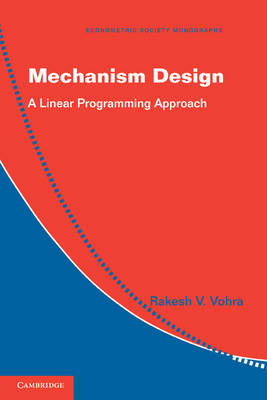 ECONOMETRIC SOCIETY MONOGRAPHS
Mechanism Design
A Linear Programming Approach
Rakesh V. Vohra
CAMBRIDGE